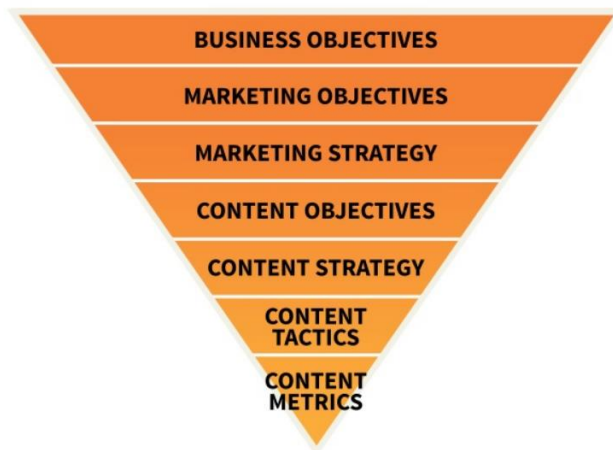 BUSINESS OBJECTIVES
MARKETING OBJECTIVES
MARKETING STRATEGY
CONTENT OBJECTIVES
CONTENT STRATEGY
CONTENT
TACTICS
CONTENT
METRICS